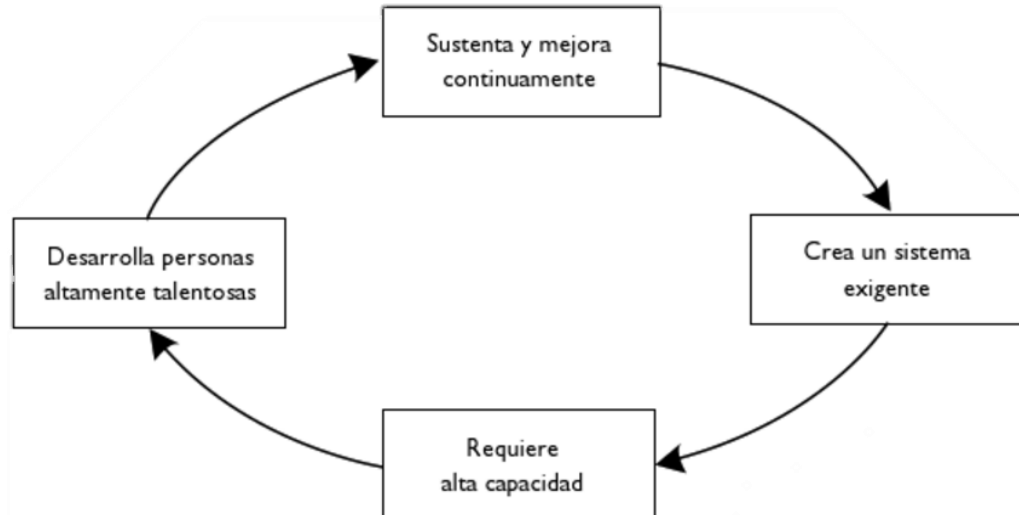 Sustenta y mejora
continuamente
Desarrolla personas
altamente talentosas
Crea un sistema
exigente
Requiere
alta capacidad